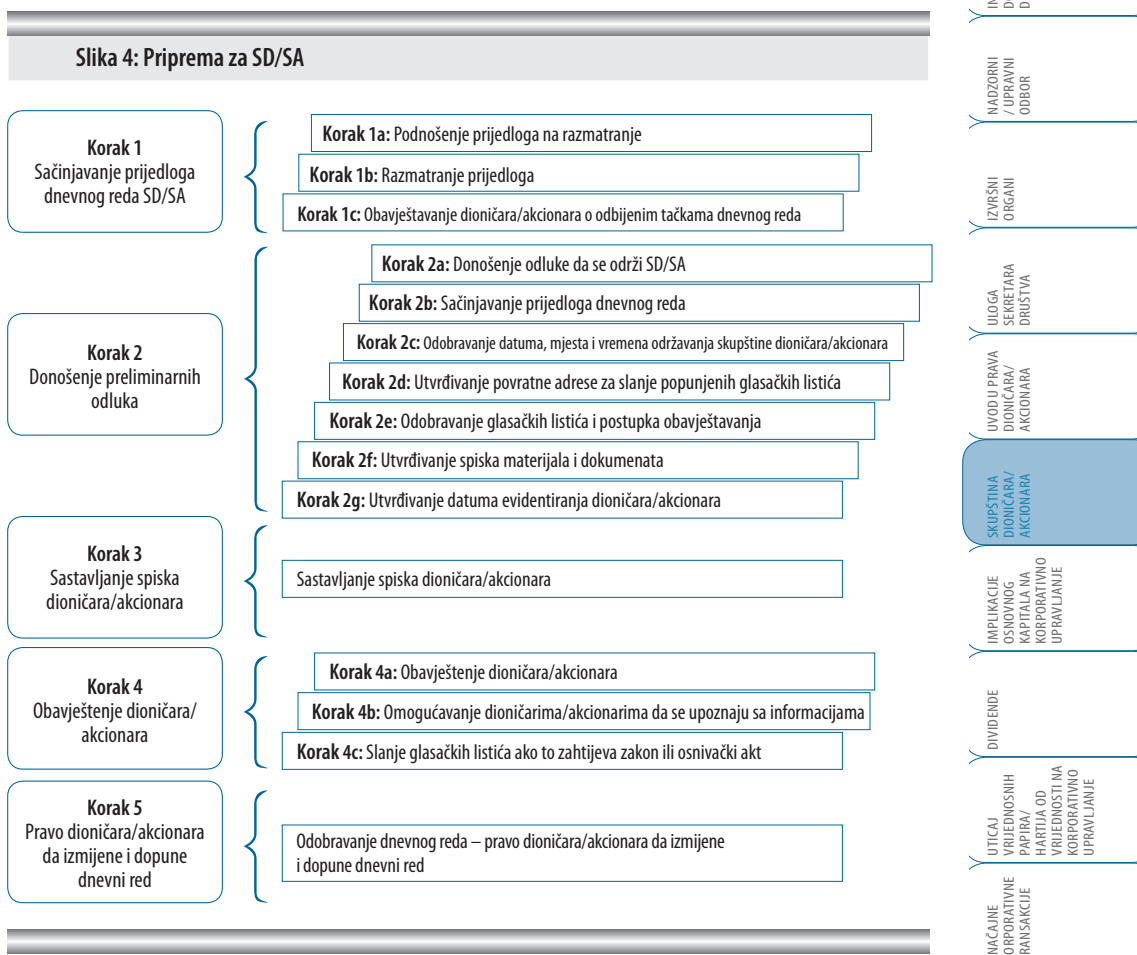 Slika 4: Priprema za SD/SA
Korak 1
Sačinjavanje prijedloga
dnevnog reda SD/SA
Korak 1a: Podnošenje prijedloga na razmatranje
Korak 1b: Razmatranje prijedloga
Korak 1c: Obavještavanje dioničara/akcionara o odbijenim tačkama dnevnog reda
Korak 2
Donošenje preliminarnih
odluka
Korak 2a: Donošenje odluke da se održi SD/SA
Korak 2b: Sačinjavanje prijedloga dnevnog reda
Korak 2c: Odobravanje datuma, mjesta i vremena održavanja skupštine dioničara/akcionara
Korak 2d: Utvrđivanje povratne adrese za slanje popunjenih glasačkih listića
Korak 2e: Odobravanje glasačkih listića i postupka obavještavanja
Korak 2f: Utvrđivanje spiska materijala i dokumenata
Korak 2g: Utvrđivanje datuma evidentiranja dioničara/akcionara
Korak 3
Sastavljanje spiska
dioničara/akcionara
Sastavljanje spiska dioničara/akcionara
Korak 4
Obavještenje dioničara/
akcionara
Korak 4a: Obavještenje dioničara/akcionara
Korak 4b: Omogućavanje dioničarima/akcionarima da se upoznaju sa informacijama
Korak 4c: Slanje glasačkih listića ako to zahtijeva zakon ili osnivački akt
Korak 5
Pravo dioničara/akcionara
da izmijene i dopune
dnevni red
Odobravanje dnevnog reda – pravo dioničara/akcionara da izmijene
i dopune dnevni red
NADZORNI
/ UPRAVNI
ODBOR
IZVRŠNI
ORGANI
ULOGA
SEKRETARA
DRUŠTVA
UVOD U PRAVA
DIONIČARA/
AKCIONARA
SKUPŠTINA
DIONIČARA/
AKCIONARA
IMPLIKACIJE
OSNOVNOG
KAPITALA NA
KORPORATIVNO
UPRAVLJANJE
DIVIDENDE
UTICAJ
VRIJEDNOSNIH
PAPIRA/
HARTIJA OD
VRIJEDNOSTI NA
KORPORATIVNO
UPRAVLJANJE
NAČAJNE
ORPORATIVNE
RANSAKCIJE